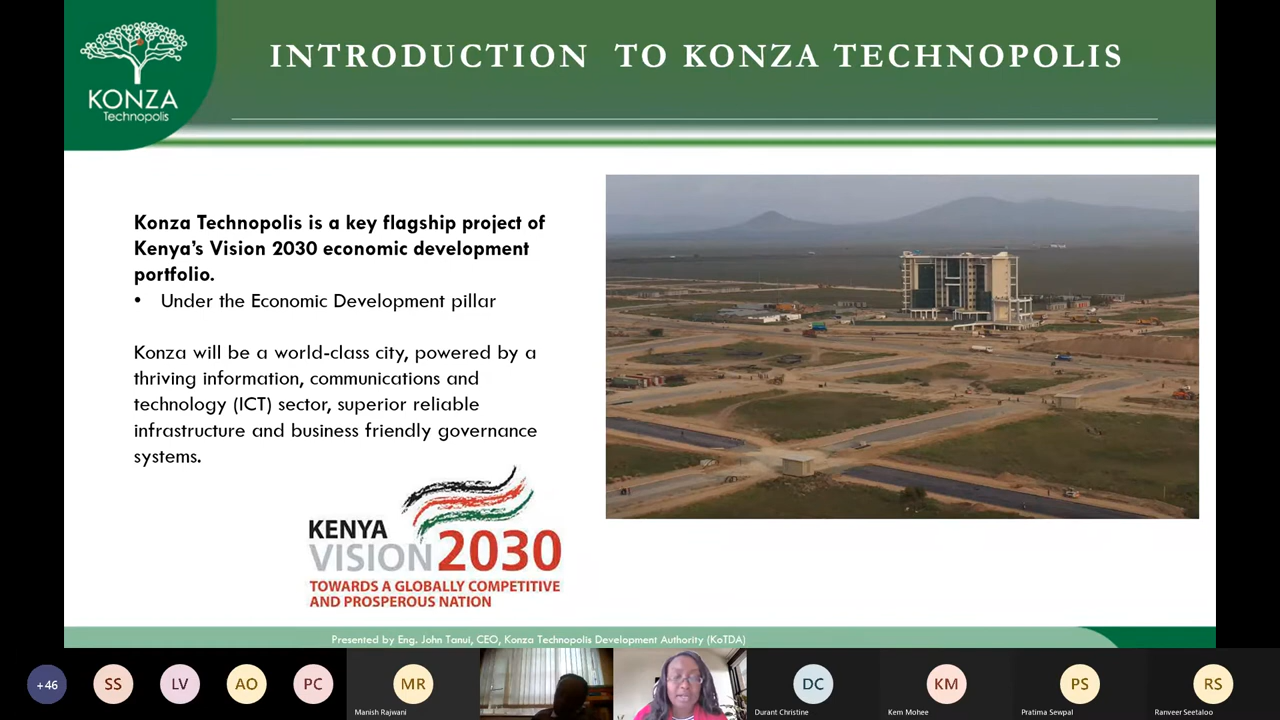 KONZA
Technopolis
INTRODUCTION TO KONZA TECHNOPOLIS
Konza Technopolis is a key flagship project of
Kenya's Vision 2030 economic development
portfolio.
• Under the Economic Development pillar
Konza will be a world-class city, powered by a
thriving information, communications and
technology (ICT) sector, superior reliable
infrastructure and business friendly governance
systems.
KENYA
VISION 2030
TOWARDS A GLOBALLY COMPETITIVE
AND PROSPEROUS NATION
Presented by Eng. John Tanui, CEO, Konza Technopolis Development Authority (KoTDA)
+46
SS
LV
AO
PC
MR
Manish Rajwani
DC
Durant Christine
KM
Kem Mohee
PS
Pratima Sewpal
RS
Ranveer Seetaloo